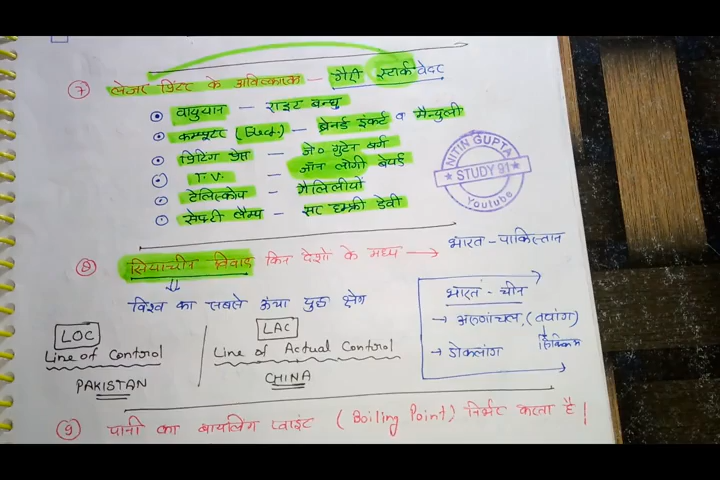 ⑦ लेजर प्रिंटर के आविष्कारक — गैरी स्टार्कवेदर
वायुयान — राइट बन्धु
कम्प्यूटर (Elect.) — ब्रेनर्ड इंकर्ट व मैन्युली
प्रिटिंग प्रेस — जे० गुटेन बर्ग
T.V. — जॉन लोगी बेयर्ड
टेलिस्कोप — गैलिलीयो
सेफ्टी लैम्प — सर हम्फ्री डेवी
NITIN GUPTA
STUDY 91
Youtube
⑧ सियाचीन विवाद किन देशो के मध्य → भारत-पाकिस्तान
विश्व का सबसे ऊंचा युद्ध क्षेत्र
LOC
Line of Control
PAKISTAN
LAC
Line of Actual Control
CHINA
भारत - चीन
→ अरुणांचल, (तवांग)
→ डोकलांग
सिक्किम
⑨ पानी का बायलिंग प्वाइंट (Boiling Point) निर्भर करता है!